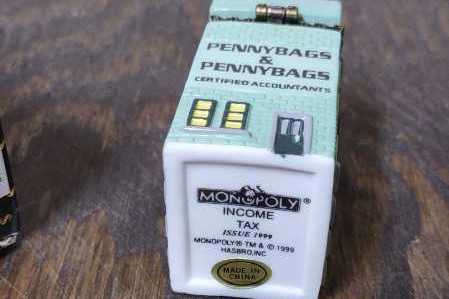 PENNYBAGS
&
PENNYBAGS
CERTIFIED ACCOUNTANTS
MONOPOLY®
INCOME
TAX
ISSUE 1999
MONOPOLY® TM & © 1999
HASBRO, INC
MADE IN
CHINA